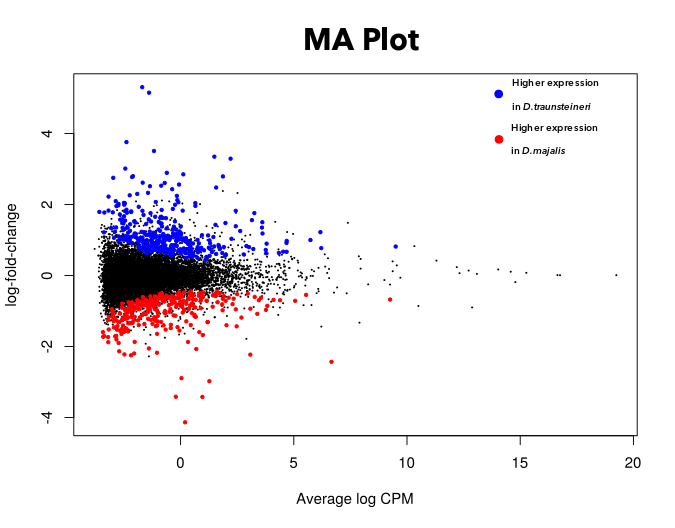 MA Plot
Higher expression
in D.traunsteineri
Higher expression
in D.majalis
log-fold-change
4
2
0
-2
-4
0 5 10 15 20
Average log CPM